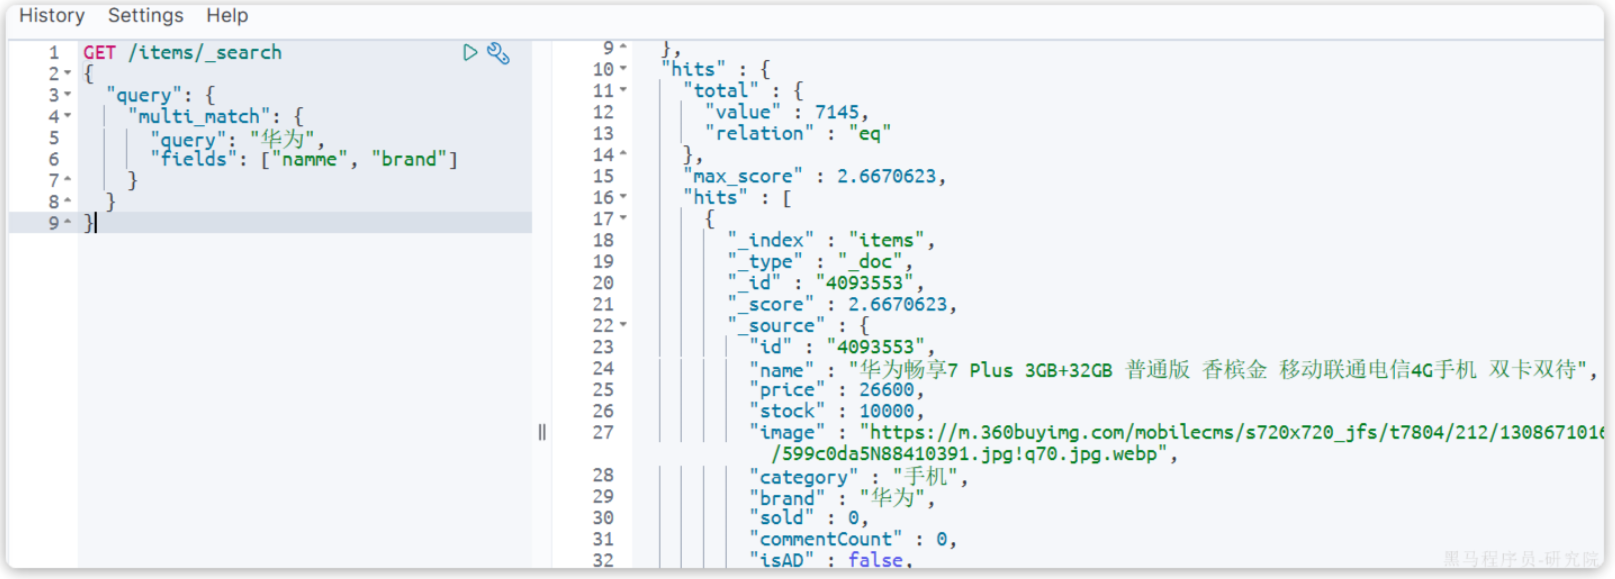 History Settings Help
1 GET /items/_search
2 {
3 "query": {
4 "multi_match": {
5 "query": "华为",
6 "fields": ["namme", "brand"]
7 }
8 }
9 }
9 },
10 "hits" : {
11 "total" : {
12 "value" : 7145,
13 "relation" : "eq"
14 },
15 "max_score" : 2.6670623,
16 "hits" : [
17 {
18 "_index" : "items",
19 "_type" : "_doc",
20 "_id" : "4093553",
21 "_score" : 2.6670623,
22 "_source" : {
23 "id" : "4093553",
24 "name" : "华为畅享7 Plus 3GB+32GB 普通版 香槟金 移动联通电信4G手机 双卡双待",
25 "price" : 26600,
26 "stock" : 10000,
27 "image" : "https://m.360buyimg.com/mobilecms/s720x720_jfs/t7804/212/1308671016
/599c0da5N88410391.jpg!q70.jpg.webp",
28 "category" : "手机",
29 "brand" : "华为",
30 "sold" : 0,
31 "commentCount" : 0,
32 "isAD" : false,
黑马程序员-研究院